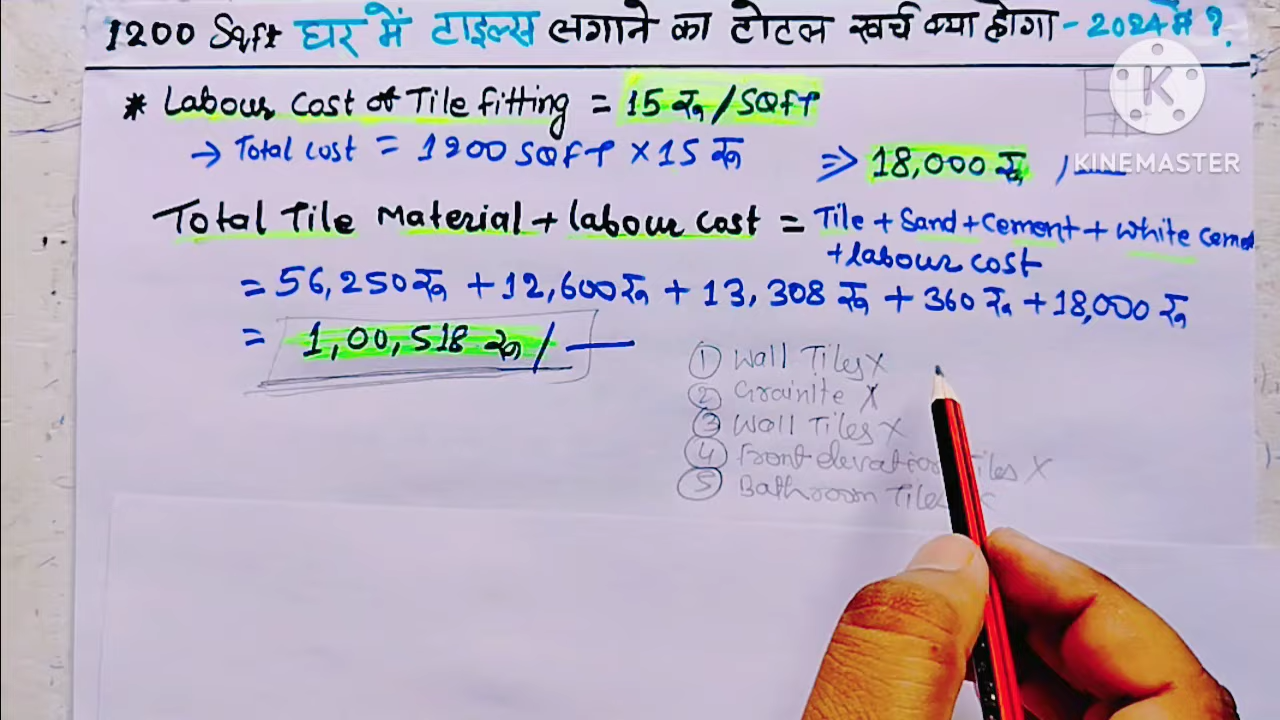 1200 Sqft घर में टाइल्स लगाने का टोटल खर्च क्या होगा - 2024 में ?
* Labour Cost of Tile fitting = 15 रू /SQFT
→ Total cost = 1200 SQFT × 15 रू ⇒ 18,000 रू /
KINEMASTER
Total Tile Material + labour cost = Tile + Sand + Cement + White Cement
+ labour cost
= 56,250 रू + 12,600 रू + 13,308 रू + 360 रू + 18,000 रू
= 1,00,518 रू /
① Wall Tiles X
② Grainite X
③ Wall Tiles X
④ Front elevation Tiles X
⑤ Bathroom Tiles